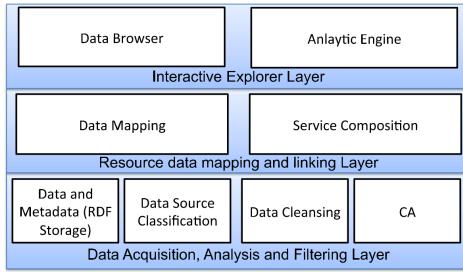 Data Browser
Anlaytic Engine
Interactive Explorer Layer
Data Mapping
Service Composition
Resource data mapping and linking Layer
Data and
Metadata (RDF
Storage)
Data Source
Classification
Data Cleansing
CA
Data Acquisition, Analysis and Filtering Layer